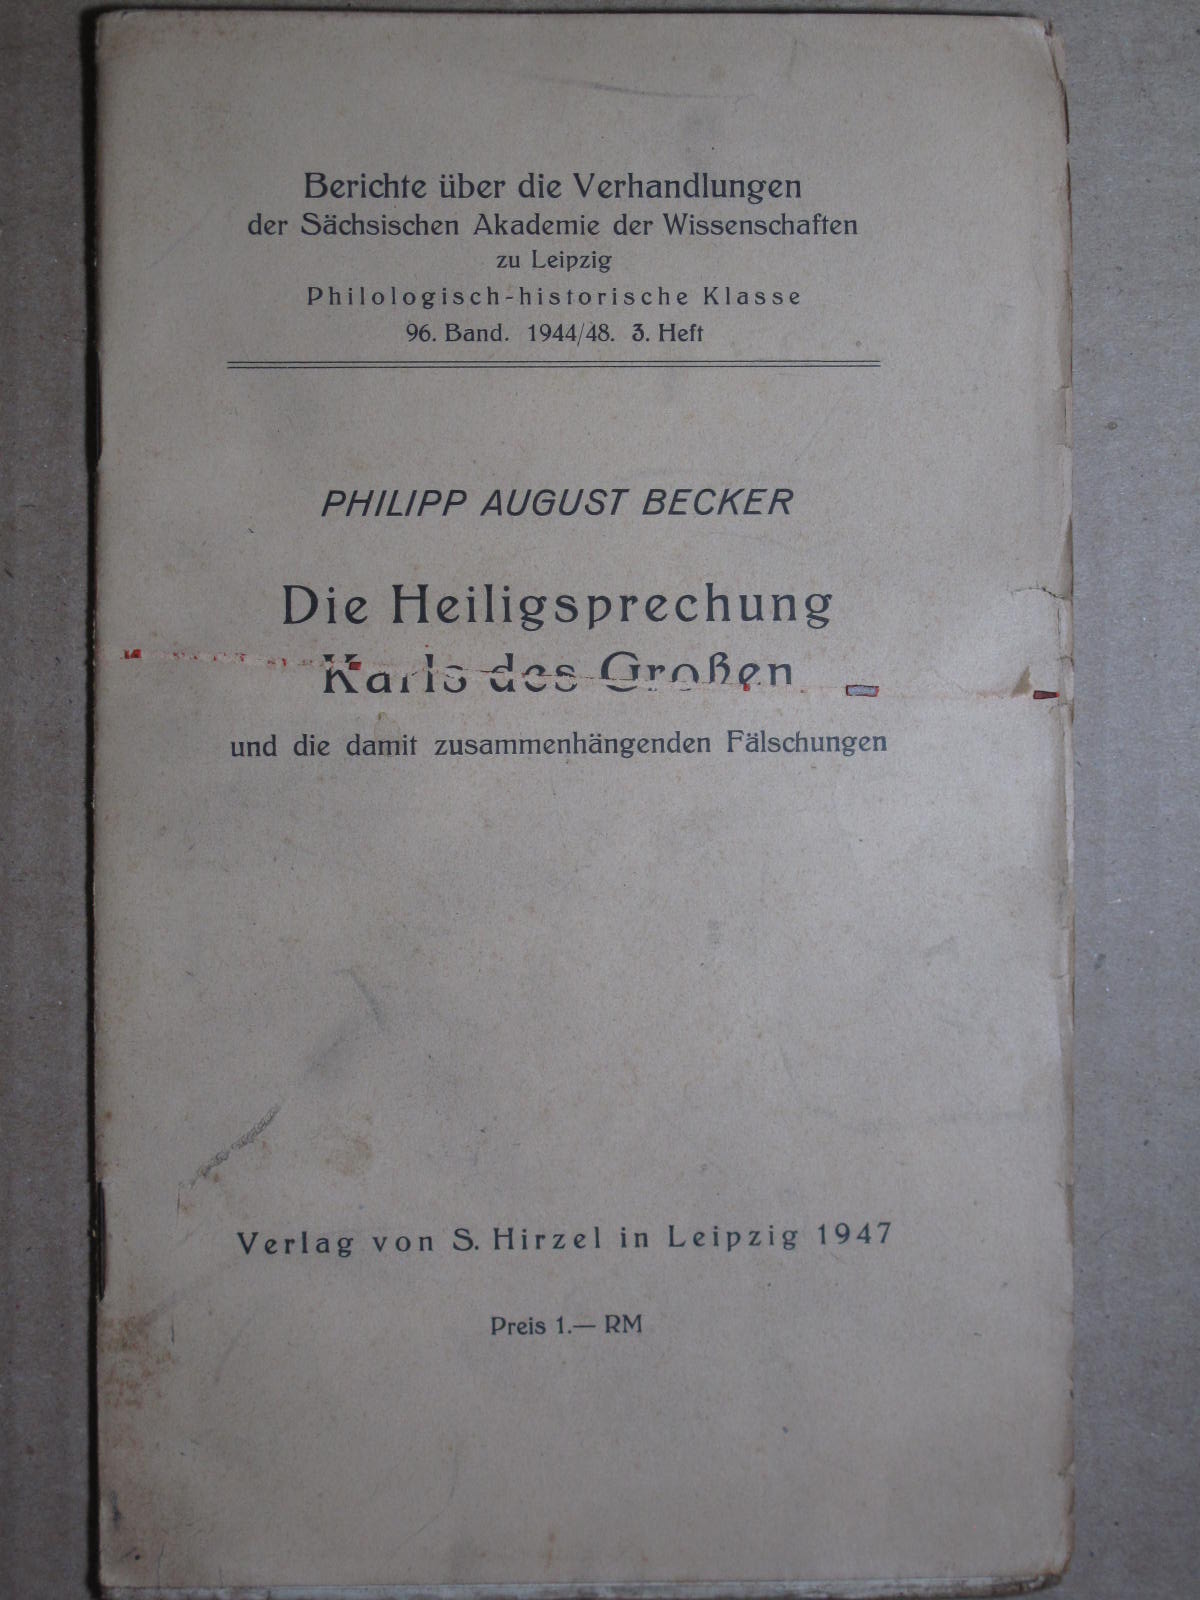 Berichte über die Verhandlungen
der Sächsischen Akademie der Wissenschaften
zu Leipzig
Philologisch-historische Klasse
96. Band. 1944/48. 3. Heft
PHILIPP AUGUST BECKER
Die Heiligsprechung
Karls des Großen
und die damit zusammenhängenden Fälschungen
Verlag von S. Hirzel in Leipzig 1947
Preis 1.— RM